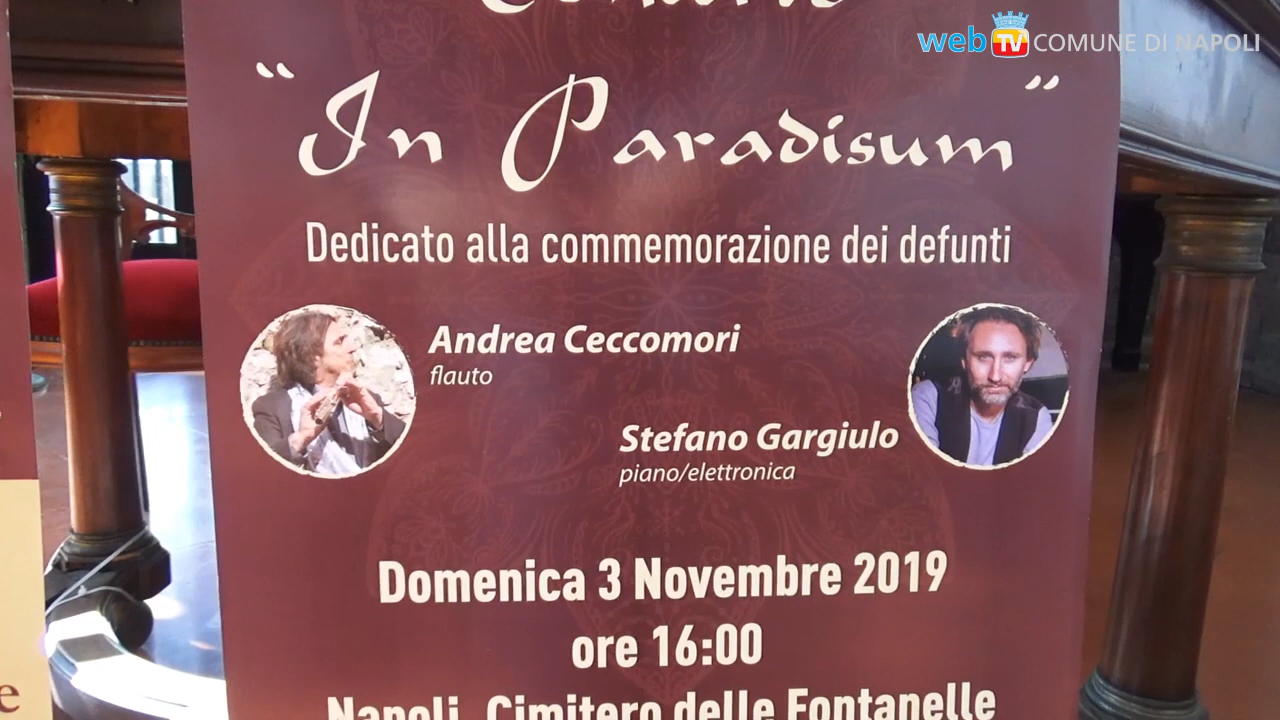 web TV COMUNE DI NAPOLI
“In Paradisum”
Dedicato alla commemorazione dei defunti
Andrea Ceccomori
flauto
Stefano Gargiulo
piano/elettronica
Domenica 3 Novembre 2019
ore 16:00
Napoli, Cimitero delle Fontanelle
e